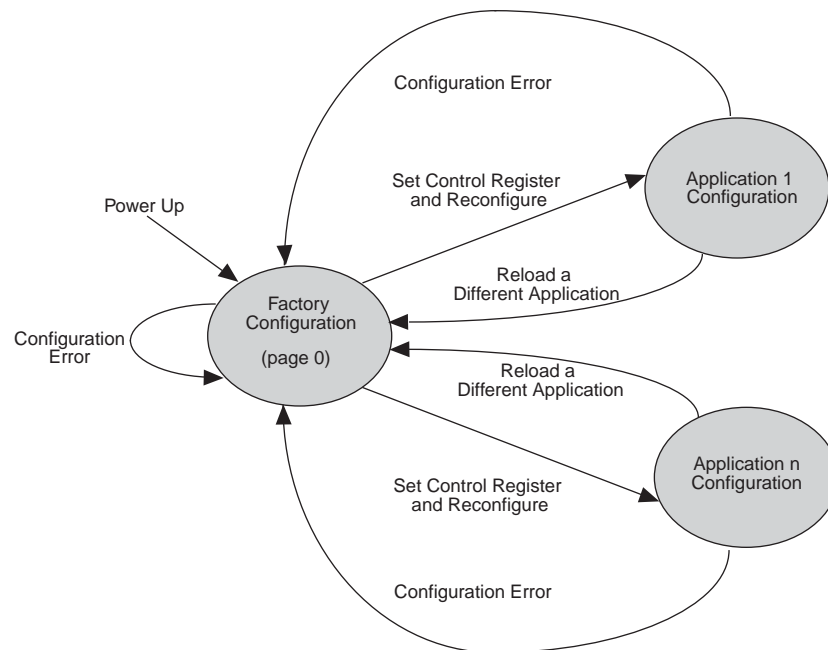 Configuration Error
Set Control Register
and Reconfigure
Application 1
Configuration
Power Up
Reload a
Different Application
Factory
Configuration
(page 0)
Configuration
Error
Reload a
Different Application
Application n
Configuration
Set Control Register
and Reconfigure
Configuration Error